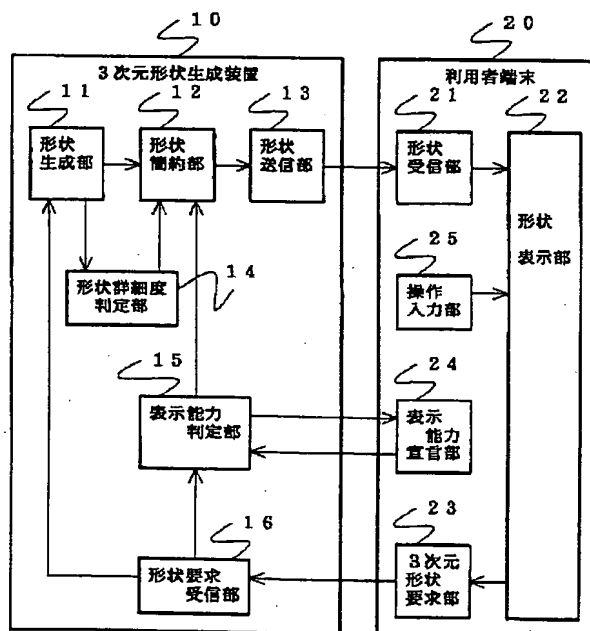 10
3次元形状生成装置
11
形状
生成部
12
形状
簡約部
13
形状
送信部
形状詳細度
判定部
14
15
表示能力
判定部
16
形状要求
受信部
20
利用者端末
21
形状
受信部
22
形状
表示部
25
操作
入力部
24
表示
能力
宣言部
23
3次元
形状
要求部